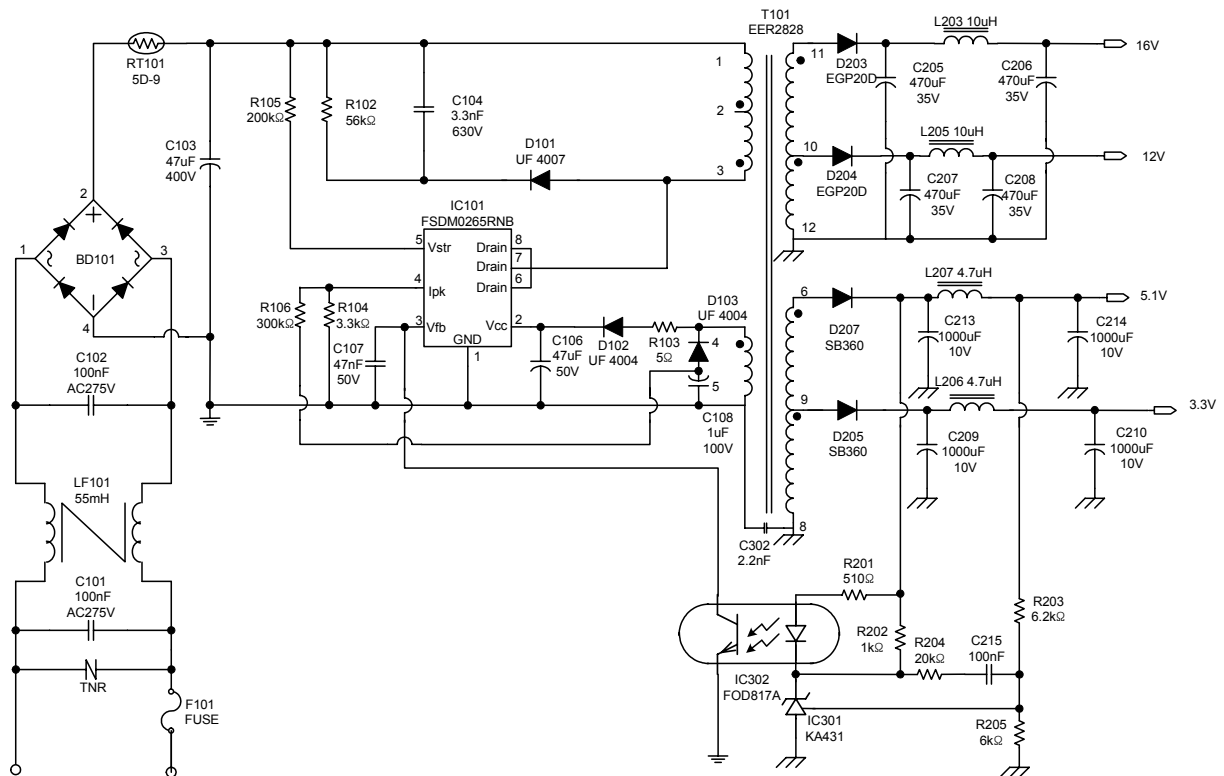 T101
EER2828
RT101
5D-9
C103
47uF
400V
R105
200kΩ
R102
56kΩ
C104
3.3nF
630V
D101
UF 4007
1
2
3
11
10
12
D203
EGP20D
L203 10uH
C205
470uF
35V
C206
470uF
35V
16V
D204
EGP20D
L205 10uH
C207
470uF
35V
C208
470uF
35V
12V
2
1
3
4
BD101
IC101
FSDM0265RNB
5
Vstr
4
Ipk
3
Vfb
GND
1
Drain
8
Drain
7
Drain
6
Vcc
2
R106
300kΩ
R104
3.3kΩ
C107
47nF
50V
C106
47uF
50V
D102
UF 4004
R103
5Ω
D103
UF 4004
4
5
C108
1uF
100V
6
9
8
D207
SB360
L207 4.7uH
C213
1000uF
10V
C214
1000uF
10V
5.1V
D205
SB360
L206 4.7uH
C209
1000uF
10V
C210
1000uF
10V
3.3V
C102
100nF
AC275V
LF101
55mH
C101
100nF
AC275V
TNR
F101
FUSE
C302
2.2nF
R201
510Ω
R202
1kΩ
R204
20kΩ
C215
100nF
R203
6.2kΩ
R205
6kΩ
IC302
FOD817A
IC301
KA431